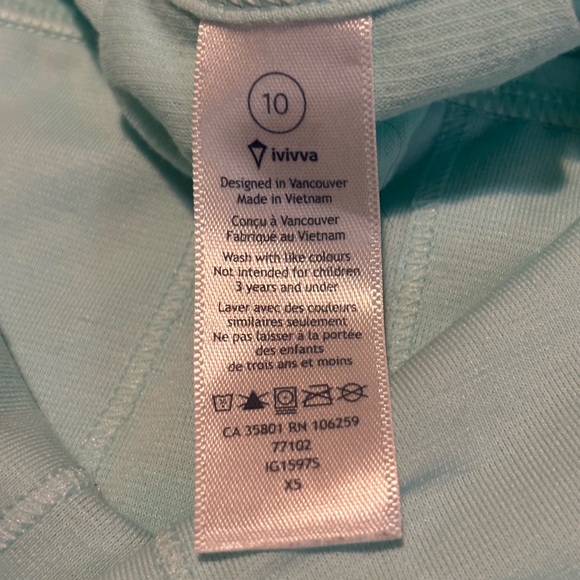 10
ivivva
Designed in Vancouver
Made in Vietnam
Conçu à Vancouver
Fabriqué au Vietnam
Wash with like colours
Not intended for children
3 years and under
Laver avec des couleurs
similaires seulement
Ne pas laisser à la portée
des enfants
de trois ans et moins
CA 35801 RN 106259
77102
IG1597S
XS